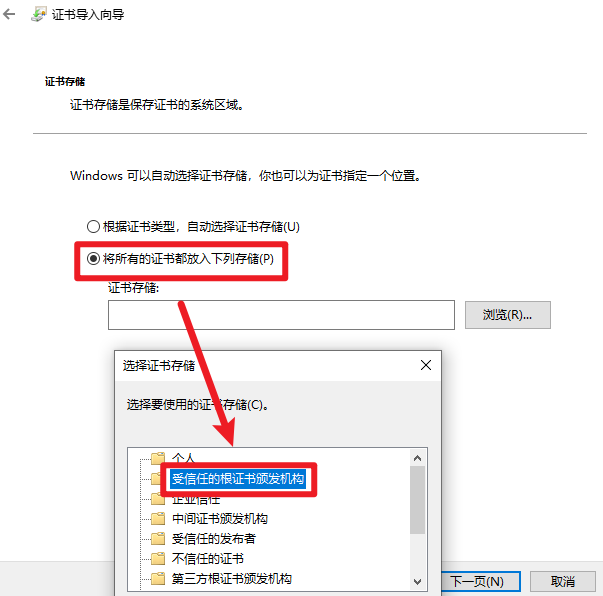 证书导入向导
证书存储
证书存储是保存证书的系统区域。
Windows 可以自动选择证书存储，你也可以为证书指定一个位置。
根据证书类型，自动选择证书存储(U)
将所有的证书都放入下列存储(P)
证书存储:
浏览(R)...
选择证书存储
选择要使用的证书存储(C)。
个人
受信任的根证书颁发机构
企业信任
中间证书颁发机构
受信任的发布者
不信任的证书
第三方根证书颁发机构
下一页(N)
取消